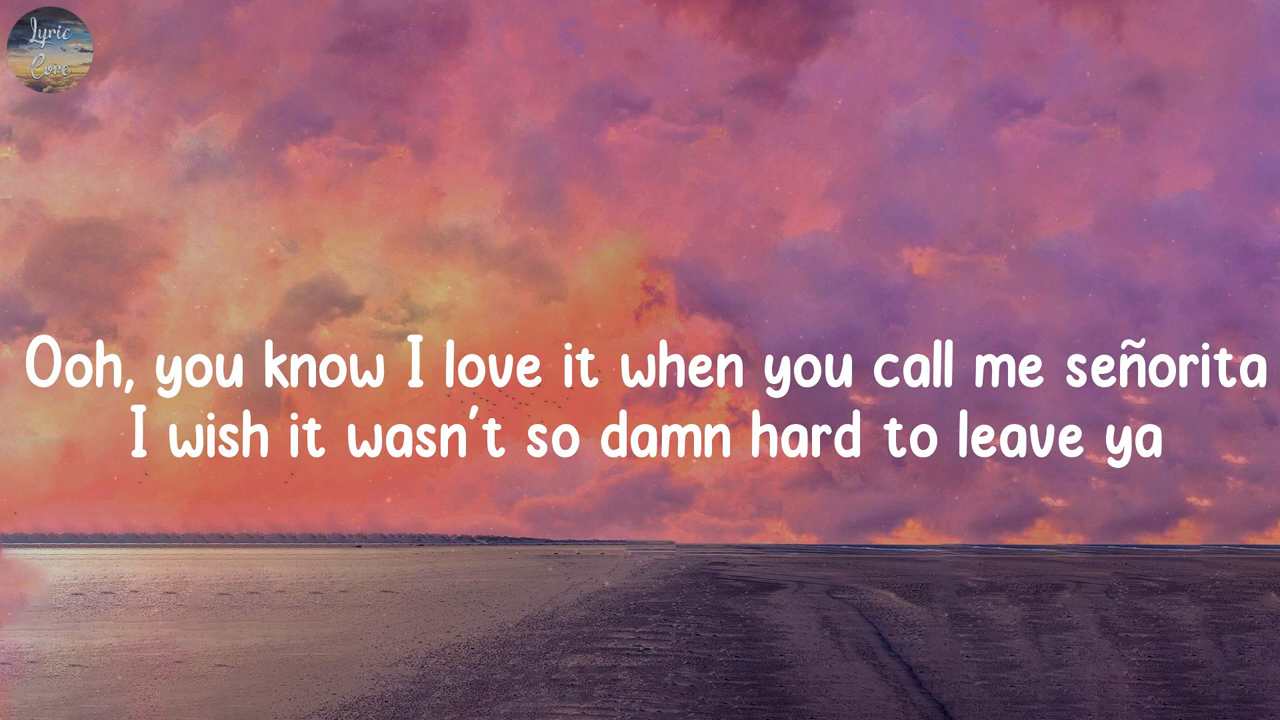 Lyric
Core
Ooh, you know I love it when you call me señorita
I wish it wasn't so damn hard to leave ya